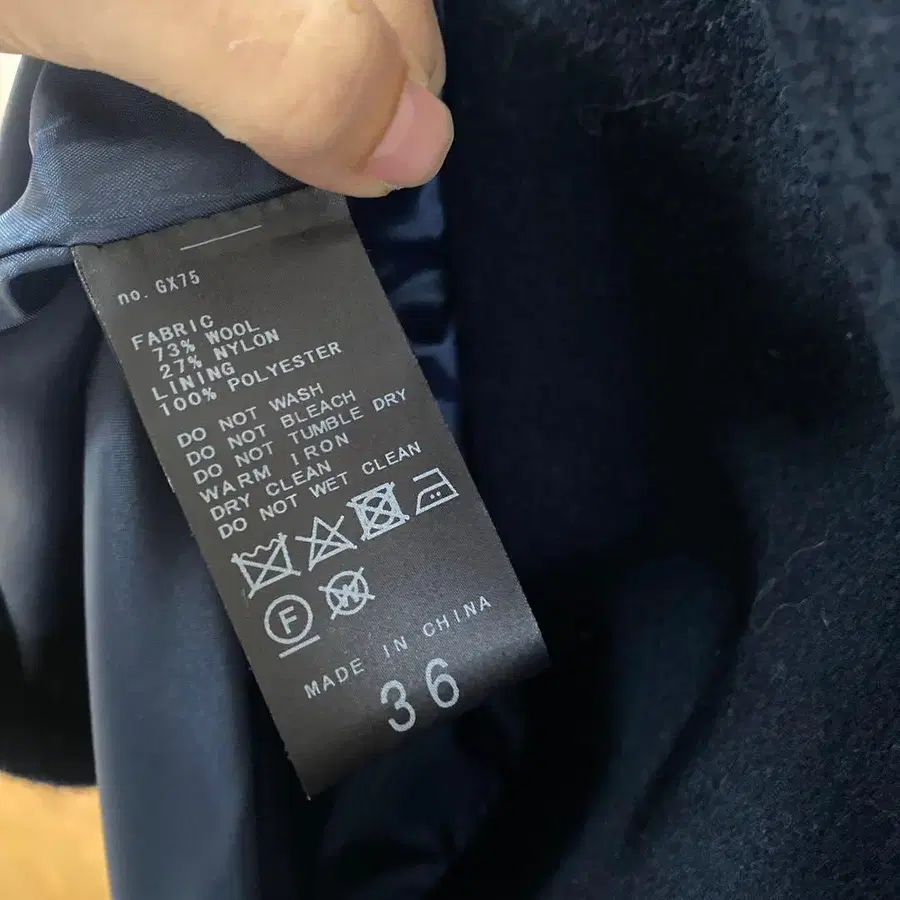 no. GX75
FABRIC
73% WOOL
27% NYLON
LINING
100% POLYESTER
DO NOT WASH
DO NOT BLEACH
DO NOT TUMBLE DRY
WARM IRON
DRY CLEAN
DO NOT WET CLEAN
F W
MADE IN CHINA
36